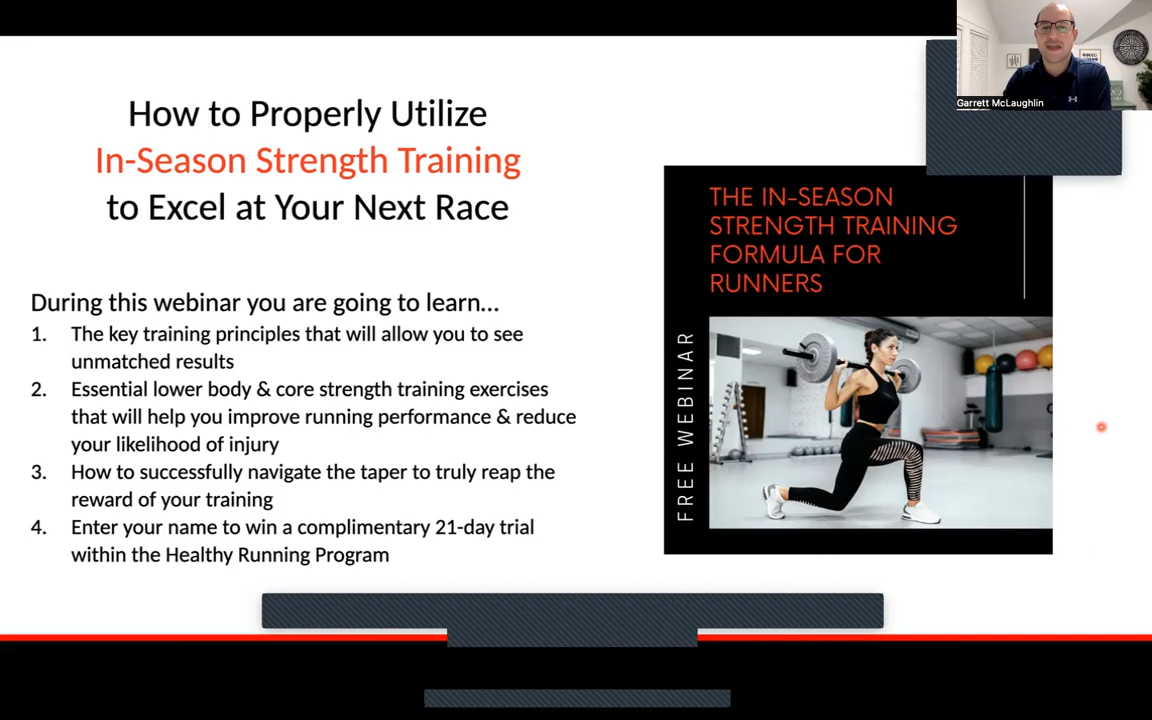 Garrett McLaughlin
How to Properly Utilize
In-Season Strength Training
to Excel at Your Next Race
During this webinar you are going to learn...
1. The key training principles that will allow you to see
unmatched results
2. Essential lower body & core strength training exercises
that will help you improve running performance & reduce
your likelihood of injury
3. How to successfully navigate the taper to truly reap the
reward of your training
4. Enter your name to win a complimentary 21-day trial
within the Healthy Running Program
THE IN-SEASON
STRENGTH TRAINING
FORMULA FOR
RUNNERS
FREE WEBINAR